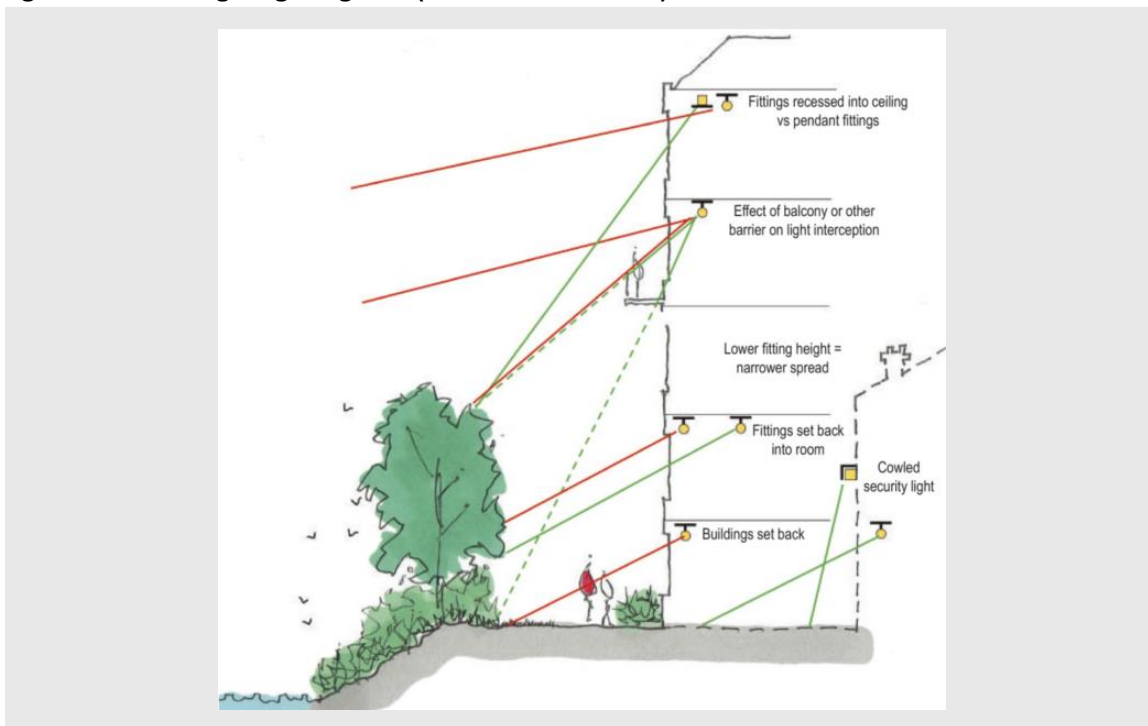 Fittings recessed into ceiling
vs pendant fittings
Effect of balcony or other
barrier on light interception
Lower fitting height =
narrower spread
Fittings set back
into room
Cowled
security light
Buildings set back